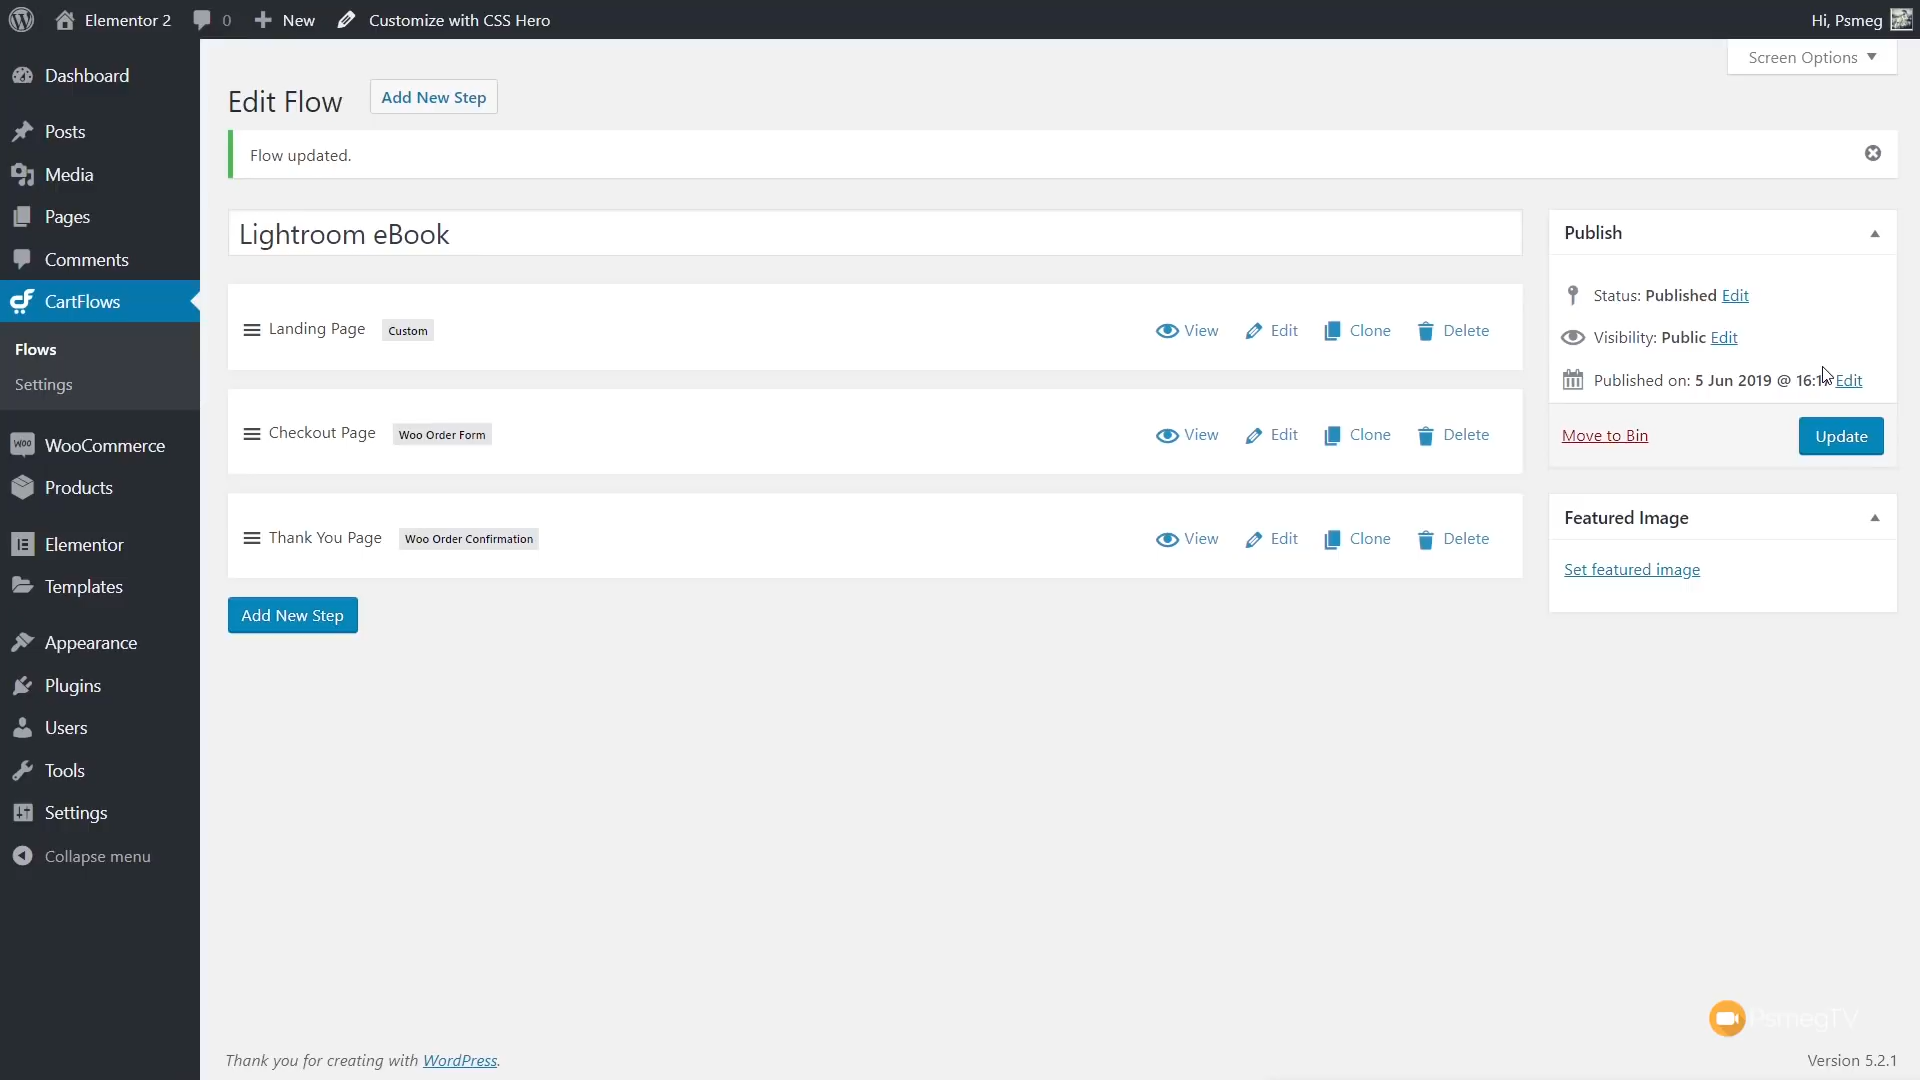 Elementor 2 0 New Customize with CSS Hero Hi, Psmeg
Screen Options
Dashboard
Posts
Media
Pages
Comments
CartFlows
Flows
Settings
WooCommerce
Products
Elementor
Templates
Appearance
Plugins
Users
Tools
Settings
Collapse menu
Edit Flow Add New Step
Flow updated.
Lightroom eBook
Landing Page Custom View Edit Clone Delete
Checkout Page Woo Order Form View Edit Clone Delete
Thank You Page Woo Order Confirmation View Edit Clone Delete
Add New Step
Publish
Status: Published Edit
Visibility: Public Edit
Published on: 5 Jun 2019 @ Edit
Move to Bin Update
Featured Image
Set featured image
PsmegTV
Thank you for creating with WordPress.
Version 5.2.1